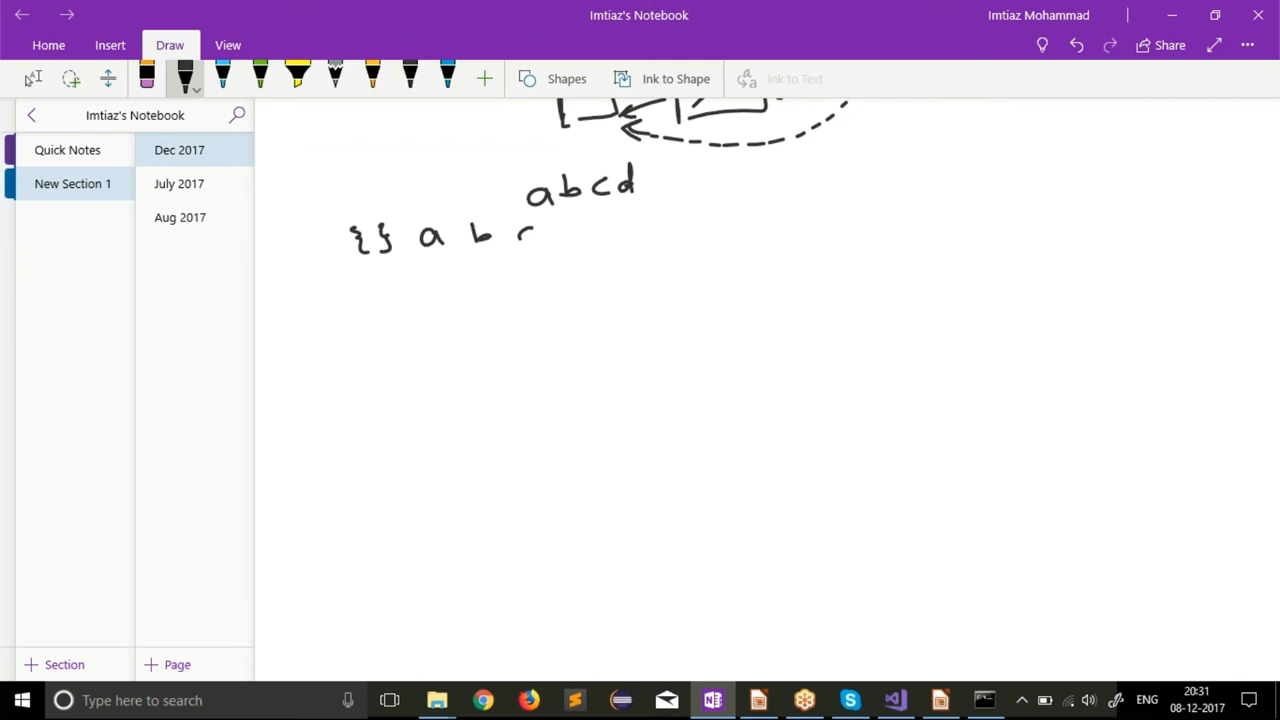 Imtiaz's Notebook
Imtiaz Mohammad
Home Insert Draw View
Share
Shapes Ink to Shape Ink to Text
Imtiaz's Notebook
Quick Notes Dec 2017
New Section 1 July 2017
Aug 2017
a b c d
{} a b
+ Section + Page
Type here to search
ENG 20:31
08-12-2017